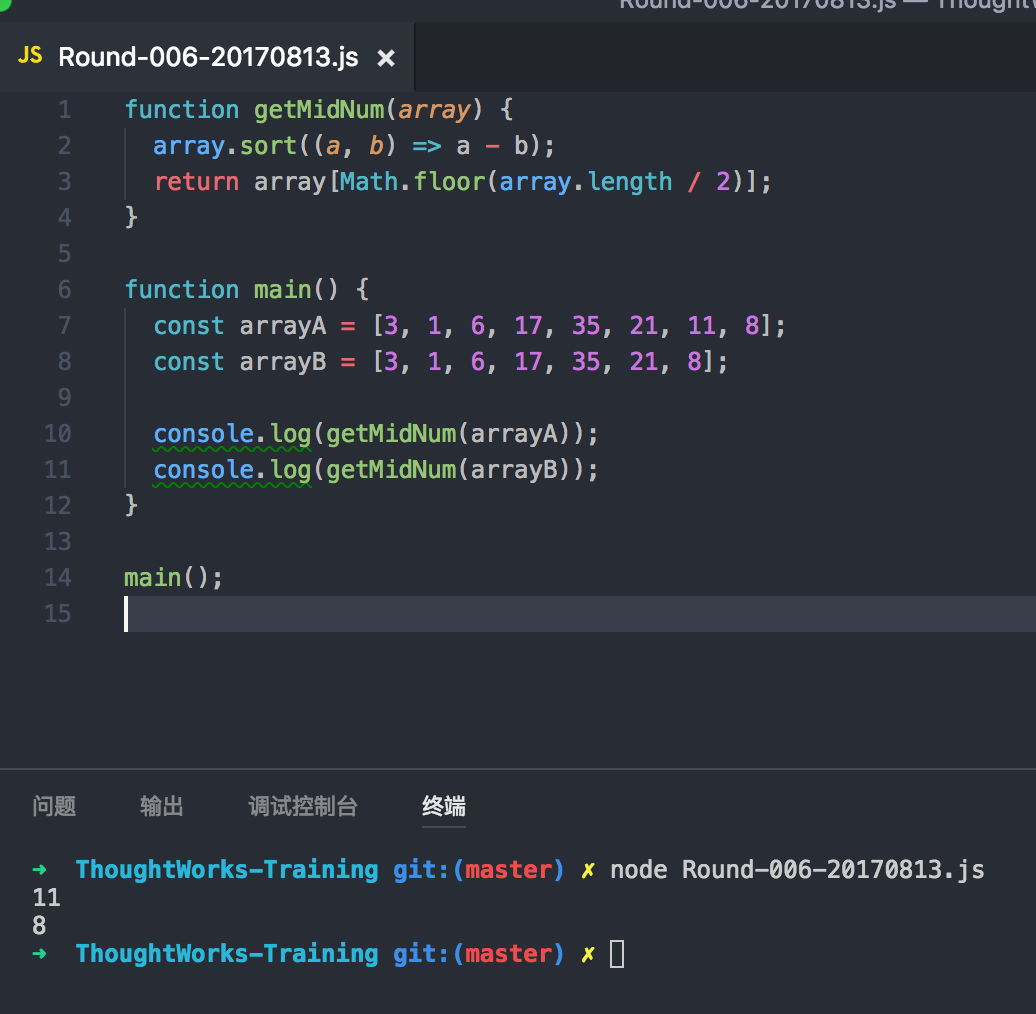 Round-006-20170813.js — Thought
JS Round-006-20170813.js ×
1 function getMidNum(array) {
2 array.sort((a, b) => a - b);
3 return array[Math.floor(array.length / 2)];
4 }
5
6 function main() {
7 const arrayA = [3, 1, 6, 17, 35, 21, 11, 8];
8 const arrayB = [3, 1, 6, 17, 35, 21, 8];
9
10 console.log(getMidNum(arrayA));
11 console.log(getMidNum(arrayB));
12 }
13
14 main();
15
问题 输出 调试控制台 终端
➜ ThoughtWorks-Training git:(master) ✗ node Round-006-20170813.js
11
8
➜ ThoughtWorks-Training git:(master) ✗